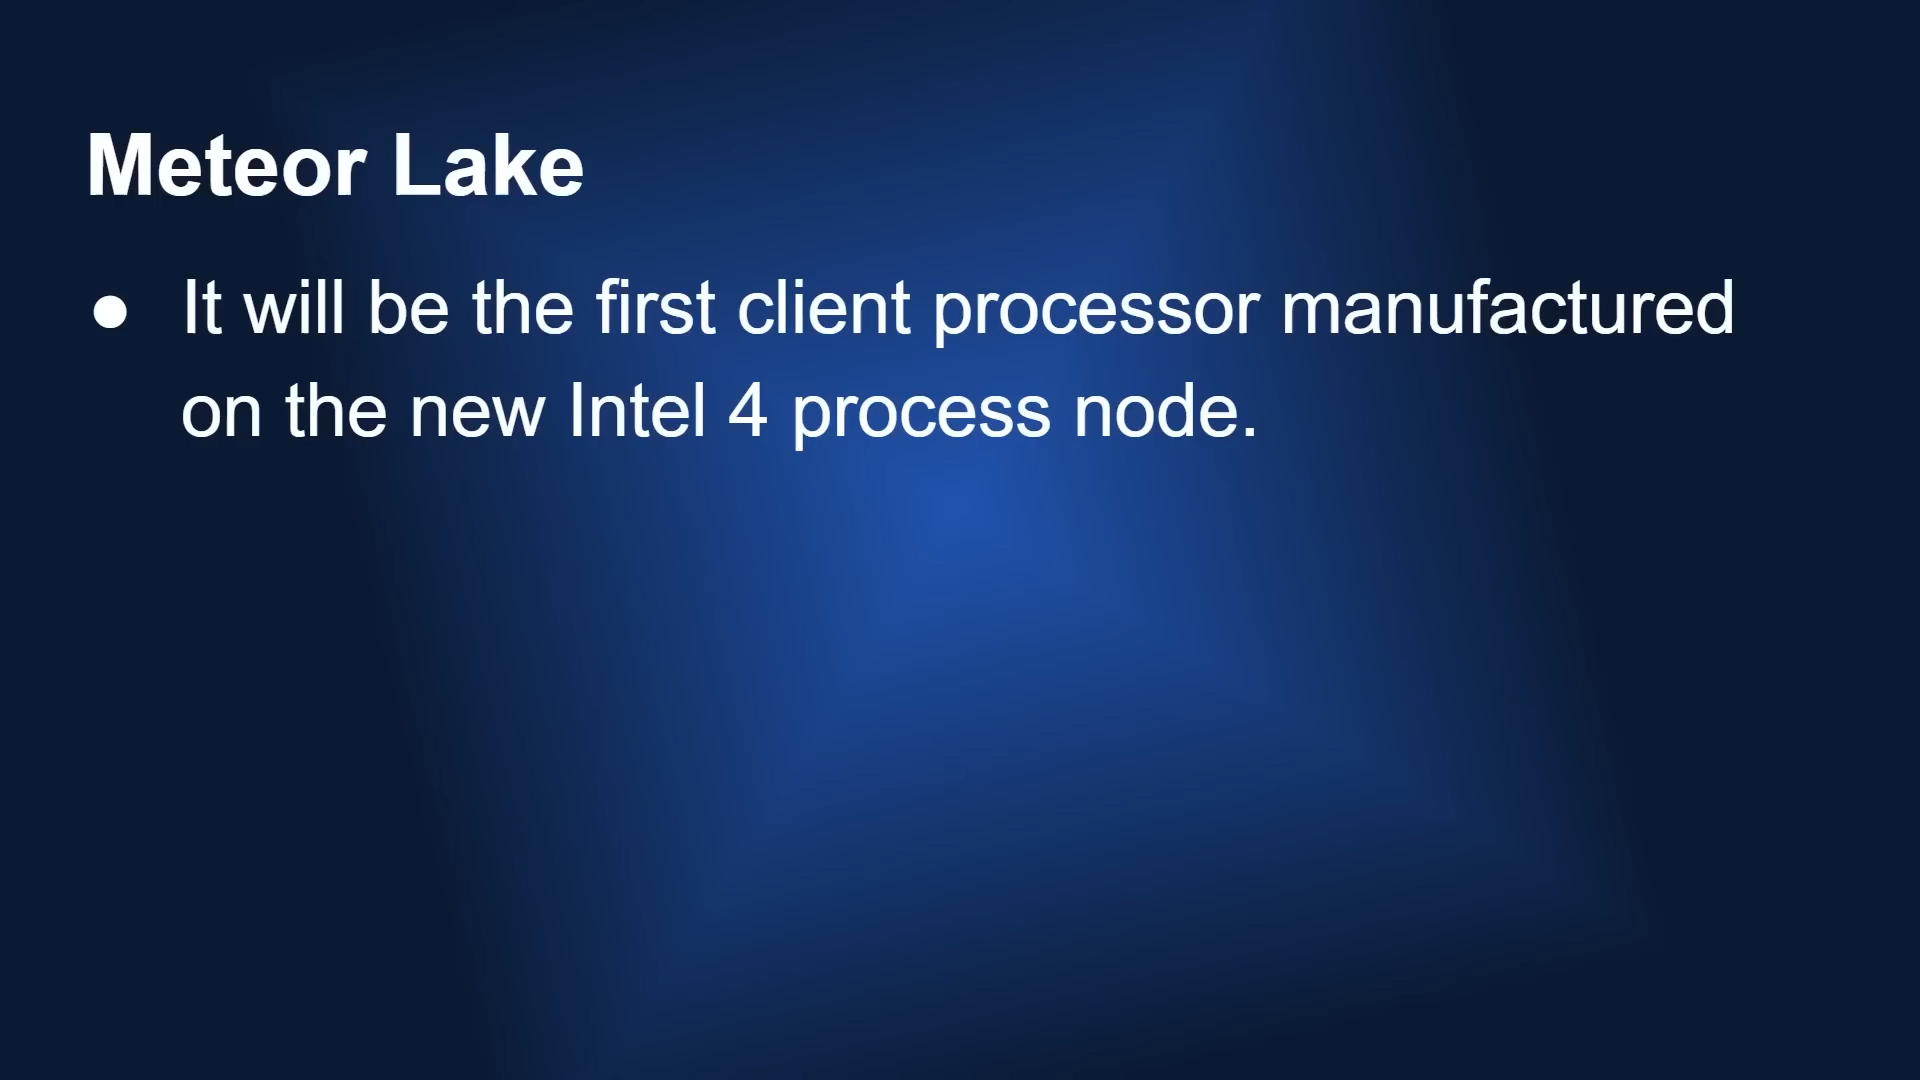 Meteor Lake
● It will be the first client processor manufactured
on the new Intel 4 process node.